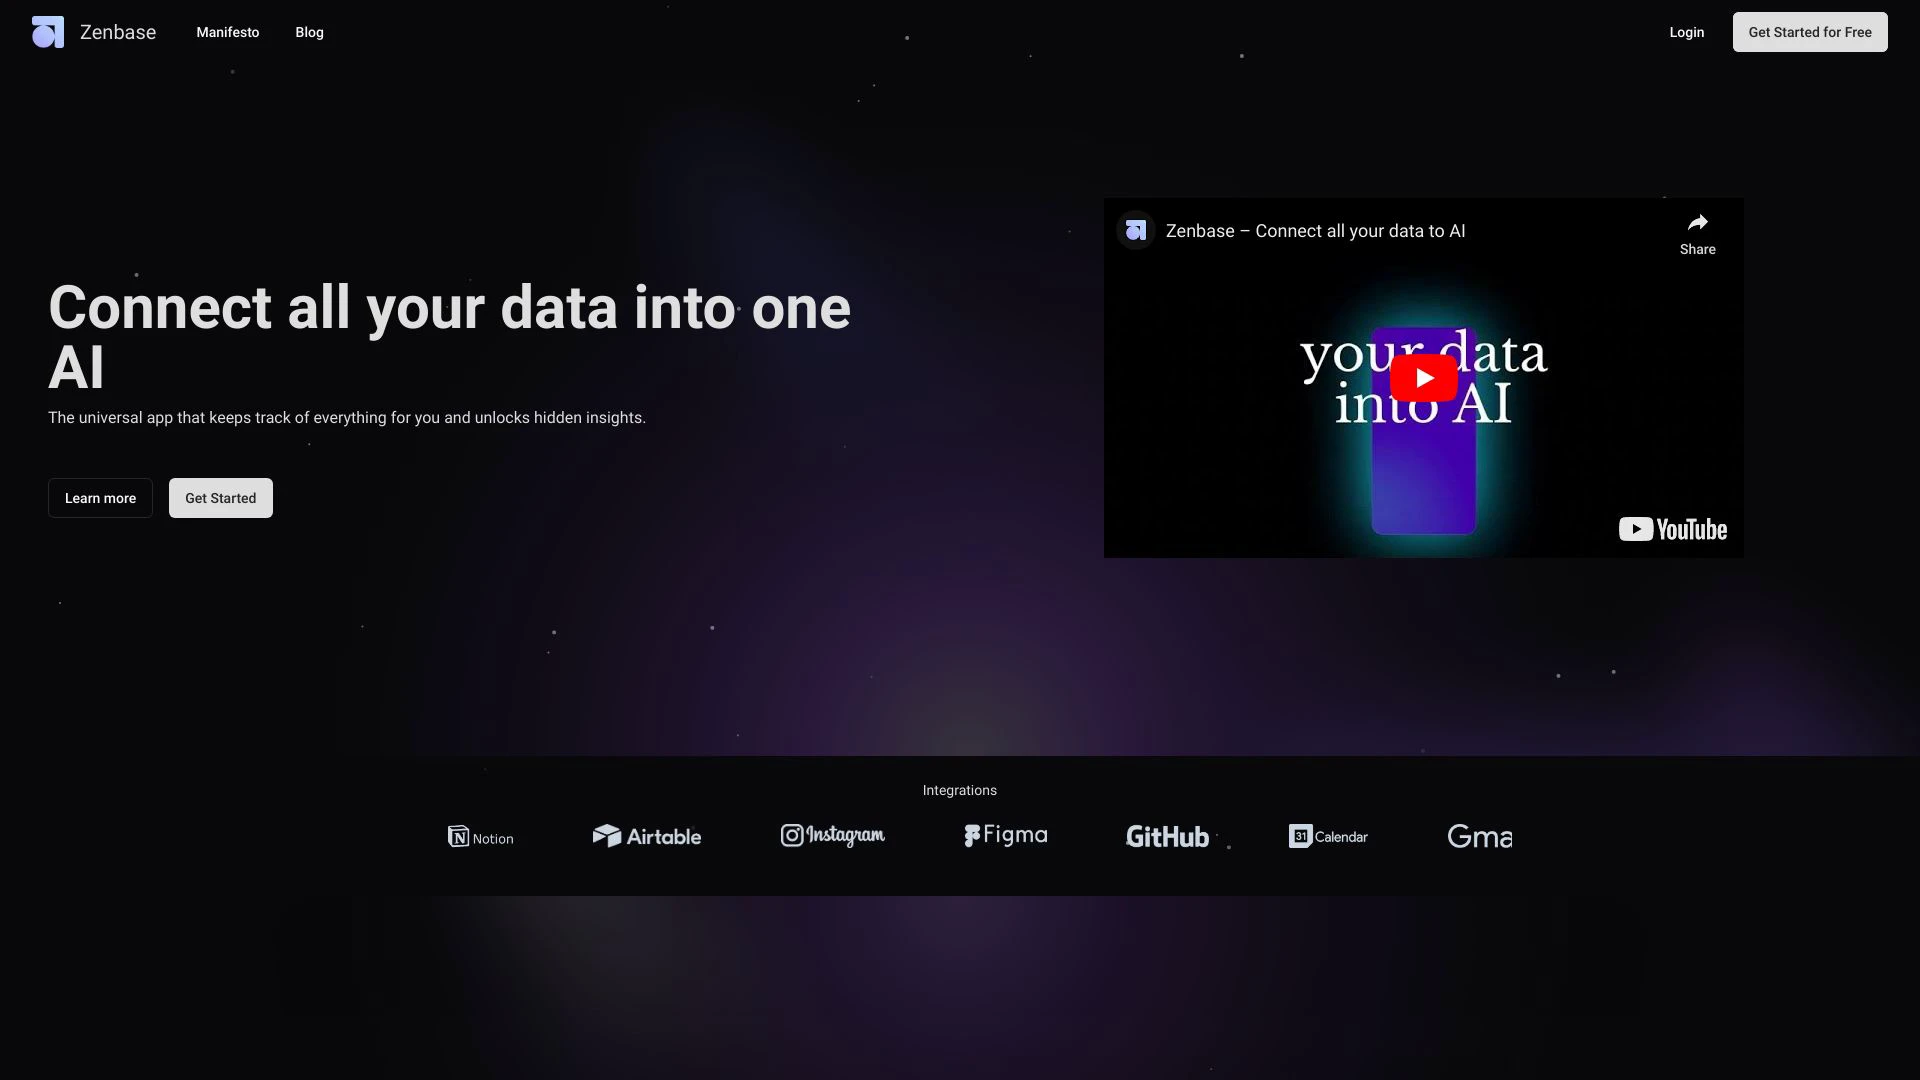 Zenbase
Manifesto
Blog
Login
Get Started for Free
Connect all your data into one
AI
The universal app that keeps track of everything for you and unlocks hidden insights.
Learn more
Get Started
Zenbase – Connect all your data to AI
Share
your data
into AI
YouTube
Integrations
Notion
Airtable
Instagram
Figma
GitHub
31 Calendar
Gma